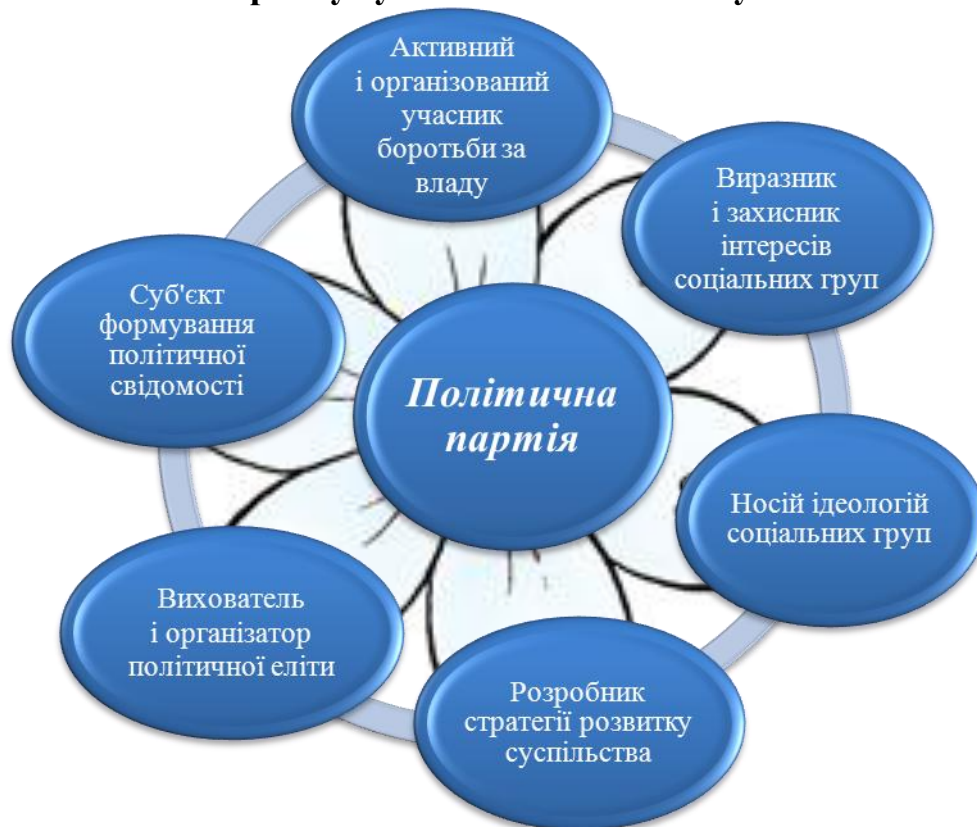 Активний
і організований
учасник
боротьби за
владу
Виразник
і захисник
інтересів
соціальних груп
Носій ідеологій
соціальних груп
Розробник
стратегії розвитку
суспільства
Вихователь
і організатор
політичної еліти
Суб'єкт
формування
політичної
свідомості
Політична
партія